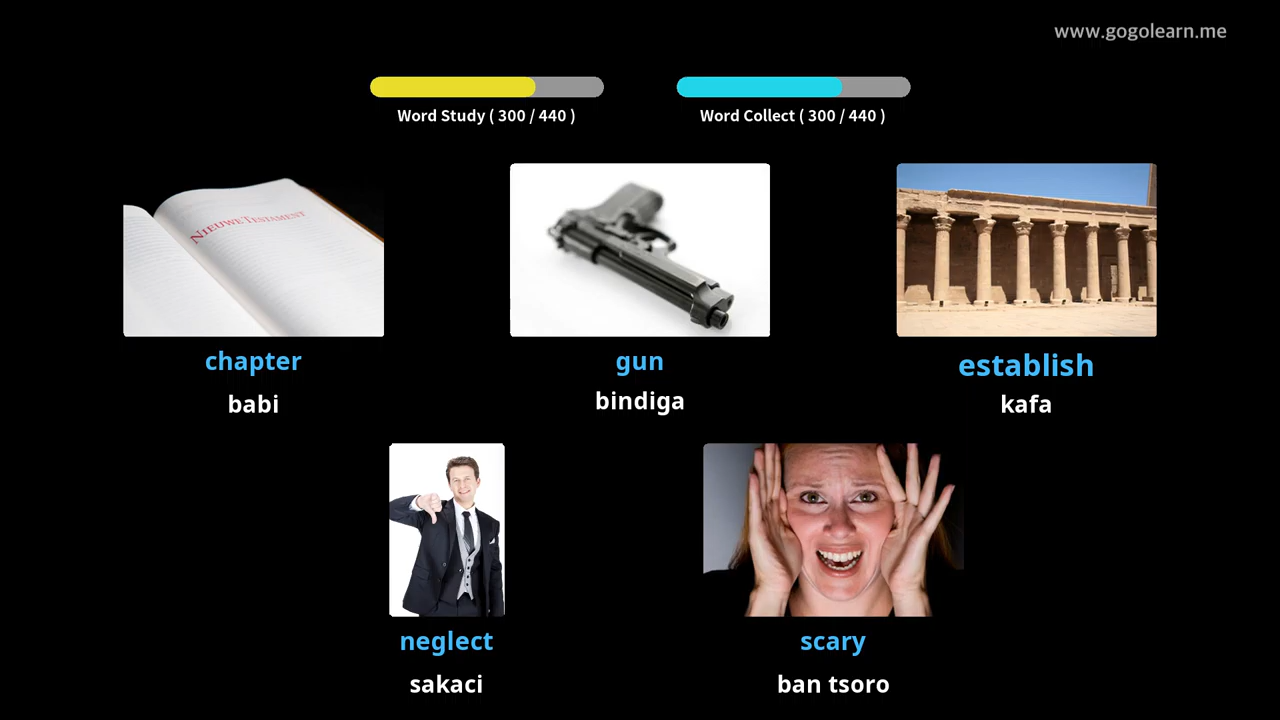 www.gogolearn.me
Word Study ( 300 / 440 )
Word Collect ( 300 / 440 )
NIEUWE TESTAMENT
chapter
babi
gun
bindiga
establish
kafa
neglect
sakaci
scary
ban tsoro